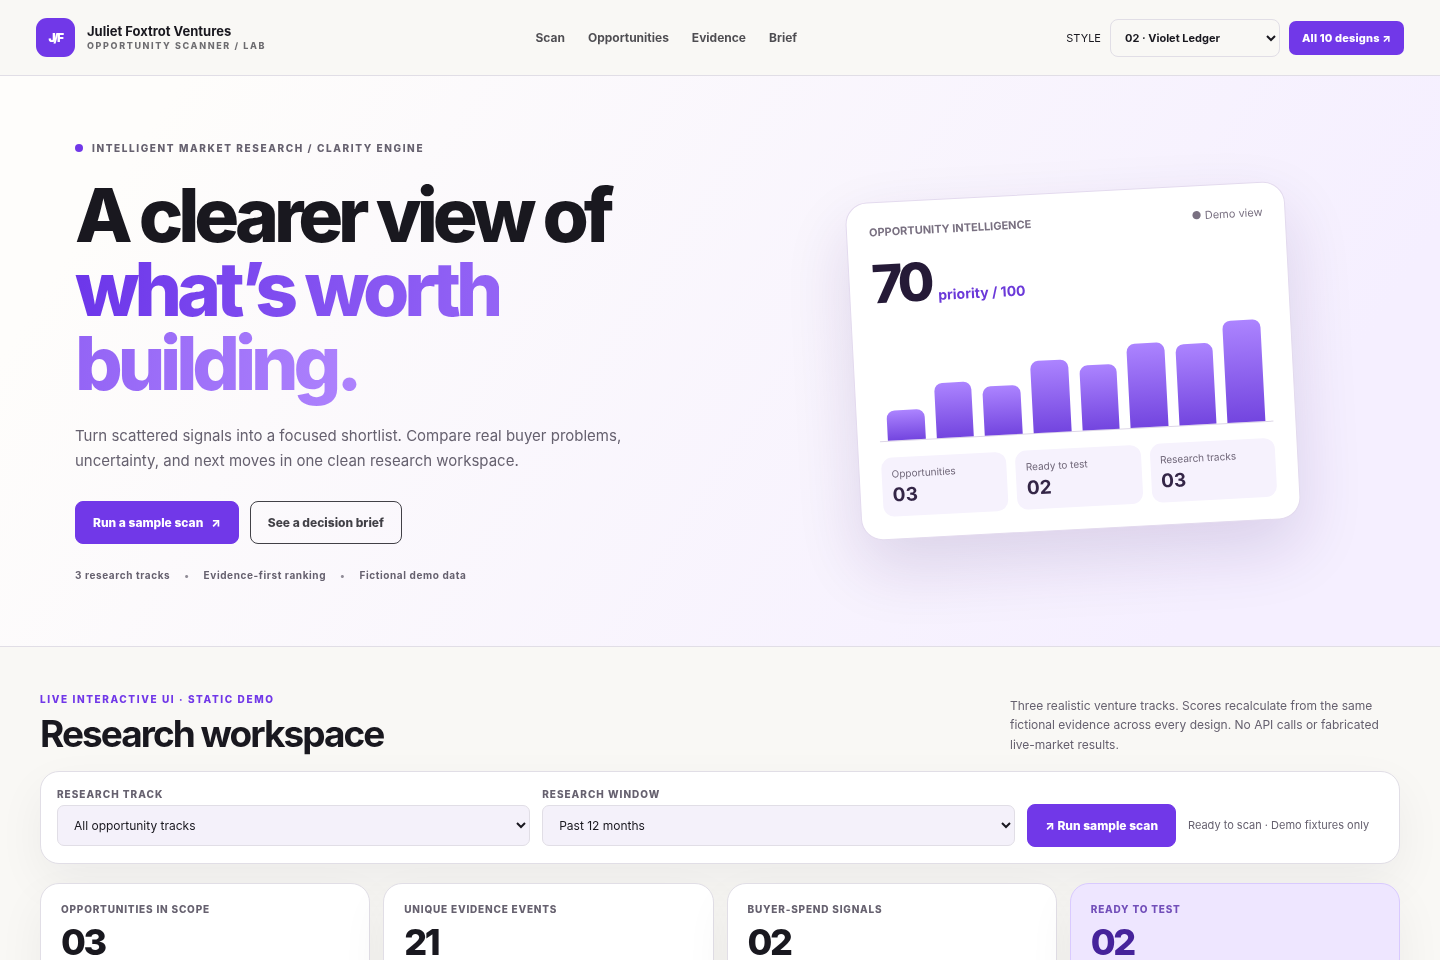 J/F
Juliet Foxtrot Ventures
OPPORTUNITY SCANNER / LAB
Scan
Opportunities
Evidence
Brief
STYLE
02 · Violet Ledger
All 10 designs ↗
INTELLIGENT MARKET RESEARCH / CLARITY ENGINE
A clearer view of
what’s worth
building.
Turn scattered signals into a focused shortlist. Compare real buyer problems,
uncertainty, and next moves in one clean research workspace.
Run a sample scan ↗
See a decision brief
3 research tracks • Evidence-first ranking • Fictional demo data
OPPORTUNITY INTELLIGENCE
Demo view
70 priority / 100
Opportunities
03
Ready to test
02
Research tracks
03
LIVE INTERACTIVE UI · STATIC DEMO
Research workspace
Three realistic venture tracks. Scores recalculate from the same
fictional evidence across every design. No API calls or fabricated
live-market results.
RESEARCH TRACK
All opportunity tracks
RESEARCH WINDOW
Past 12 months
↗ Run sample scan
Ready to scan · Demo fixtures only
OPPORTUNITIES IN SCOPE
03
UNIQUE EVIDENCE EVENTS
21
BUYER-SPEND SIGNALS
02
READY TO TEST
02